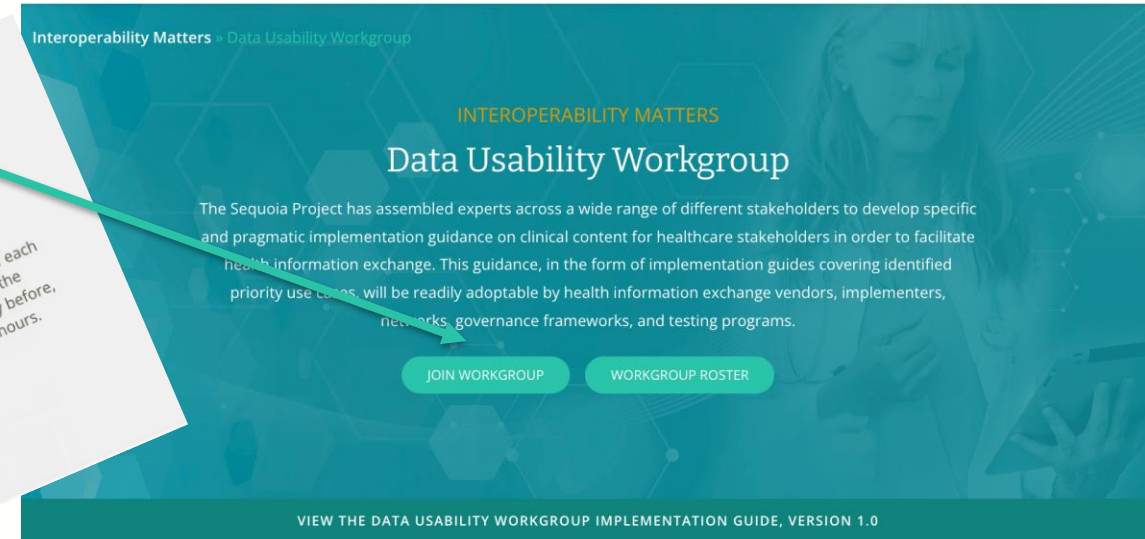 Interoperability Matters » Data Usability Workgroup
INTEROPERABILITY MATTERS
Data Usability Workgroup
The Sequoia Project has assembled experts across a wide range of different stakeholders to develop specific
and pragmatic implementation guidance on clinical content for healthcare stakeholders in order to facilitate
health information exchange. This guidance, in the form of implementation guides covering identified
priority use cases, will be readily adoptable by health information exchange vendors, implementers,
networks, governance frameworks, and testing programs.
JOIN WORKGROUP WORKGROUP ROSTER
VIEW THE DATA USABILITY WORKGROUP IMPLEMENTATION GUIDE, VERSION 1.0
each
the
before,
hours.